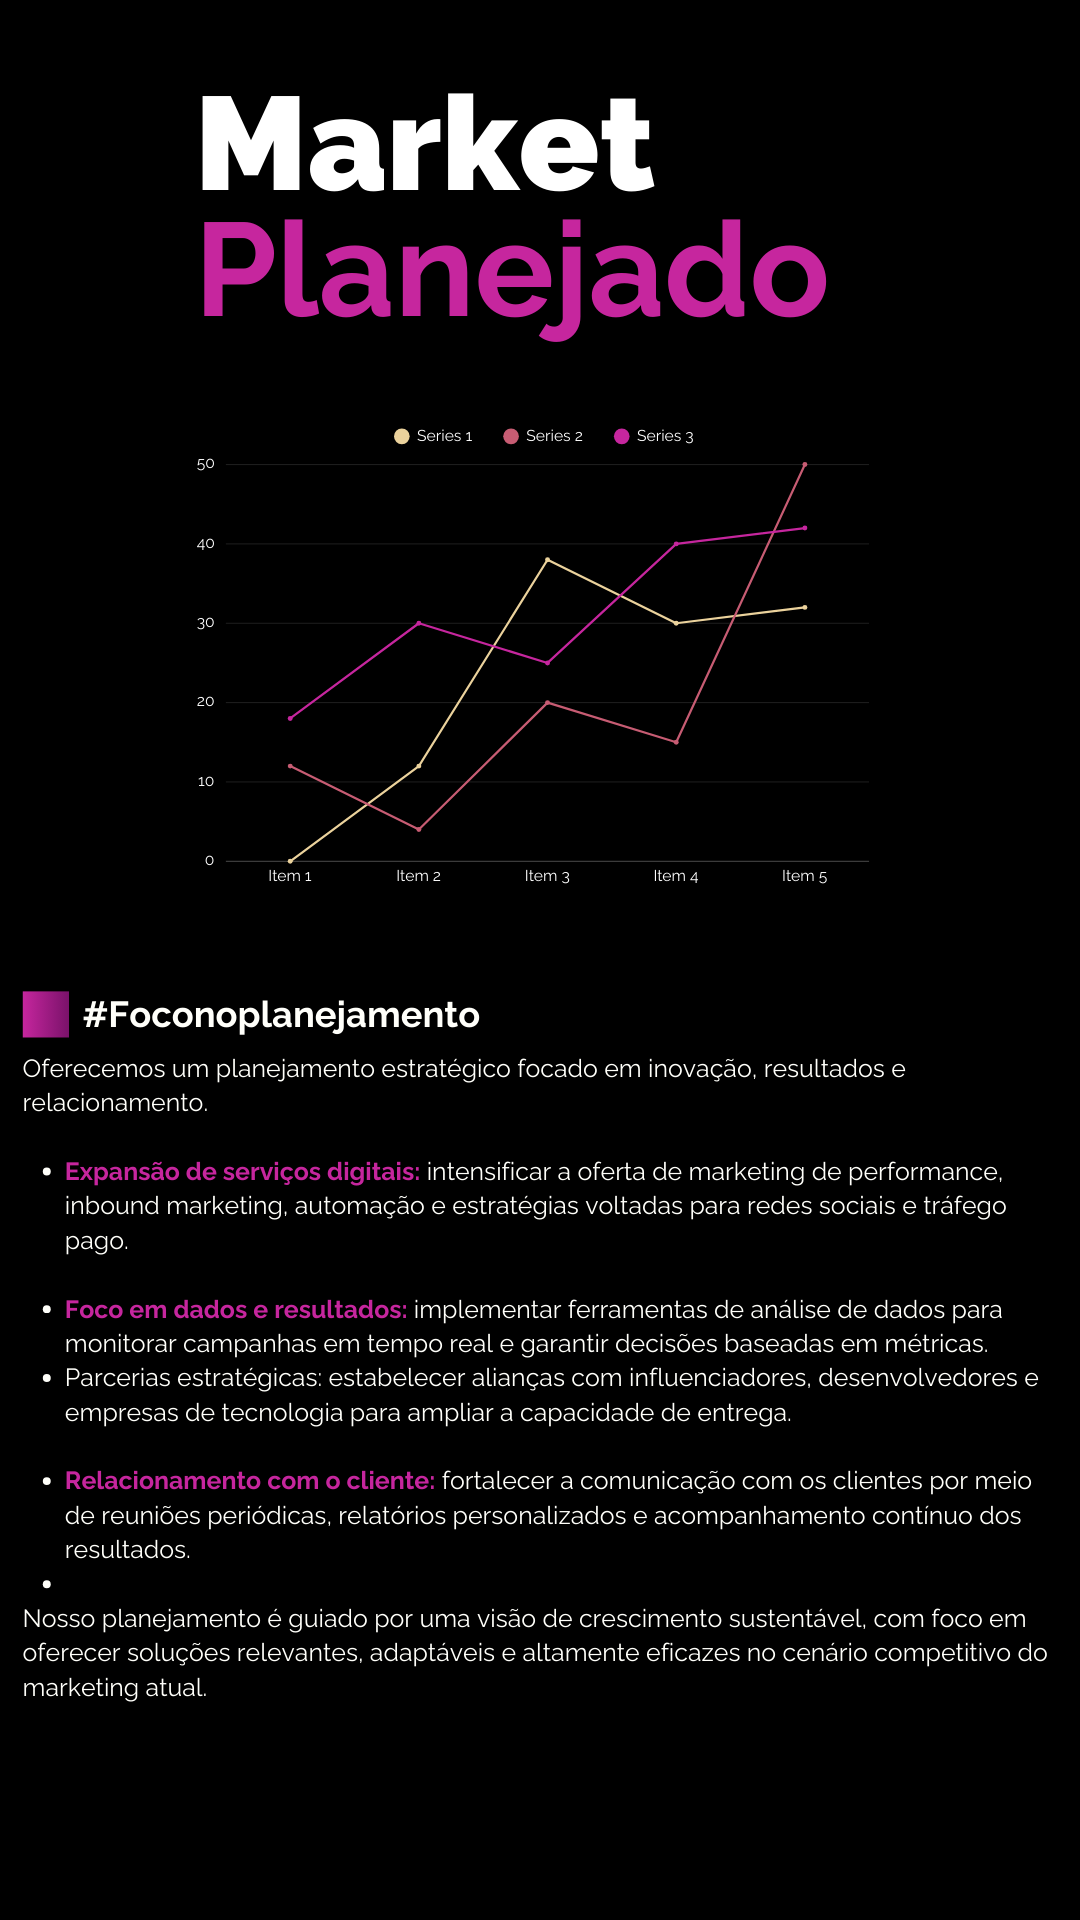 Market
Planejado
Series 1 Series 2 Series 3
50
40
30
20
10
0
Item 1 Item 2 Item 3 Item 4 Item 5
#Foconoplanejamento
Oferecemos um planejamento estratégico focado em inovação, resultados e
relacionamento.
• Expansão de serviços digitais: intensificar a oferta de marketing de performance,
inbound marketing, automação e estratégias voltadas para redes sociais e tráfego
pago.
• Foco em dados e resultados: implementar ferramentas de análise de dados para
monitorar campanhas em tempo real e garantir decisões baseadas em métricas.
• Parcerias estratégicas: estabelecer alianças com influenciadores, desenvolvedores e
empresas de tecnologia para ampliar a capacidade de entrega.
• Relacionamento com o cliente: fortalecer a comunicação com os clientes por meio
de reuniões periódicas, relatórios personalizados e acompanhamento contínuo dos
resultados.
•
Nosso planejamento é guiado por uma visão de crescimento sustentável, com foco em
oferecer soluções relevantes, adaptáveis e altamente eficazes no cenário competitivo do
marketing atual.